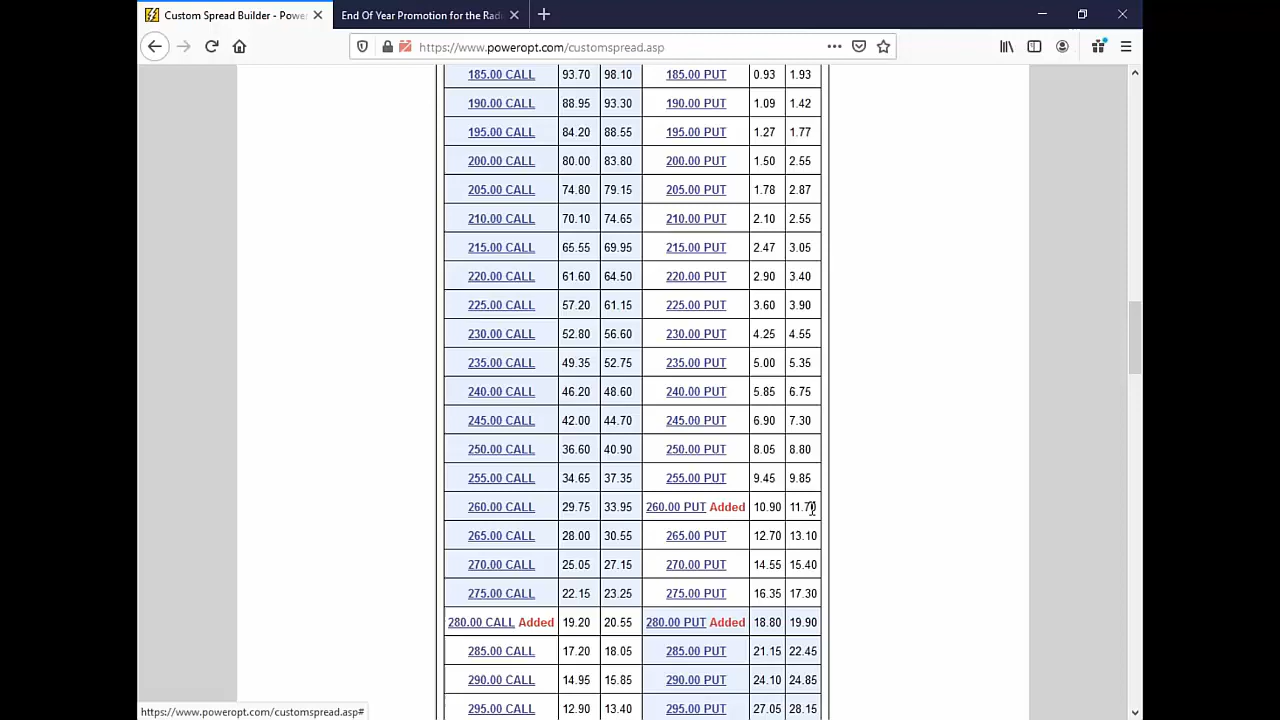 Custom Spread Builder - Powe
End Of Year Promotion for the Radi
https://www.poweropt.com/customspread.asp
185.00 CALL 93.70 98.10 185.00 PUT 0.93 1.93
190.00 CALL 88.95 93.30 190.00 PUT 1.09 1.42
195.00 CALL 84.20 88.55 195.00 PUT 1.27 1.77
200.00 CALL 80.00 83.80 200.00 PUT 1.50 2.55
205.00 CALL 74.80 79.15 205.00 PUT 1.78 2.87
210.00 CALL 70.10 74.65 210.00 PUT 2.10 2.55
215.00 CALL 65.55 69.95 215.00 PUT 2.47 3.05
220.00 CALL 61.60 64.50 220.00 PUT 2.90 3.40
225.00 CALL 57.20 61.15 225.00 PUT 3.60 3.90
230.00 CALL 52.80 56.60 230.00 PUT 4.25 4.55
235.00 CALL 49.35 52.75 235.00 PUT 5.00 5.35
240.00 CALL 46.20 48.60 240.00 PUT 5.85 6.75
245.00 CALL 42.00 44.70 245.00 PUT 6.90 7.30
250.00 CALL 36.60 40.90 250.00 PUT 8.05 8.80
255.00 CALL 34.65 37.35 255.00 PUT 9.45 9.85
260.00 CALL 29.75 33.95 260.00 PUT Added 10.90 11.70
265.00 CALL 28.00 30.55 265.00 PUT 12.70 13.10
270.00 CALL 25.05 27.15 270.00 PUT 14.55 15.40
275.00 CALL 22.15 23.25 275.00 PUT 16.35 17.30
280.00 CALL Added 19.20 20.55 280.00 PUT Added 18.80 19.90
285.00 CALL 17.20 18.05 285.00 PUT 21.15 22.45
290.00 CALL 14.95 15.85 290.00 PUT 24.10 24.85
295.00 CALL 12.90 13.40 295.00 PUT 27.05 28.15
https://www.poweropt.com/customspread.asp#